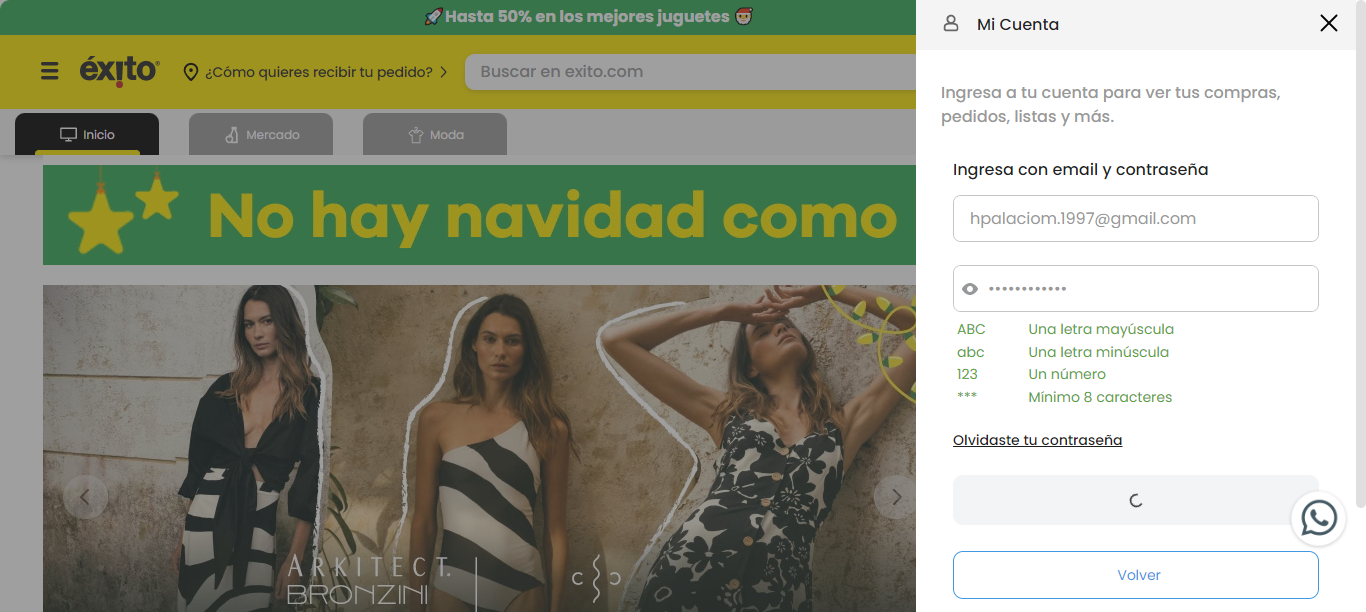 🚀 Hasta 50% en los mejores juguetes 🎅
éxito
¿Cómo quieres recibir tu pedido?
Buscar en exito.com
Inicio
Mercado
Moda
No hay navidad como
ARKITECT.
BRONZINI
Mi Cuenta
Ingresa a tu cuenta para ver tus compras,
pedidos, listas y más.
Ingresa con email y contraseña
hpalaciom.1997@gmail.com
••••••••••••
ABC Una letra mayúscula
abc Una letra minúscula
123 Un número
*** Mínimo 8 caracteres
Olvidaste tu contraseña
Volver